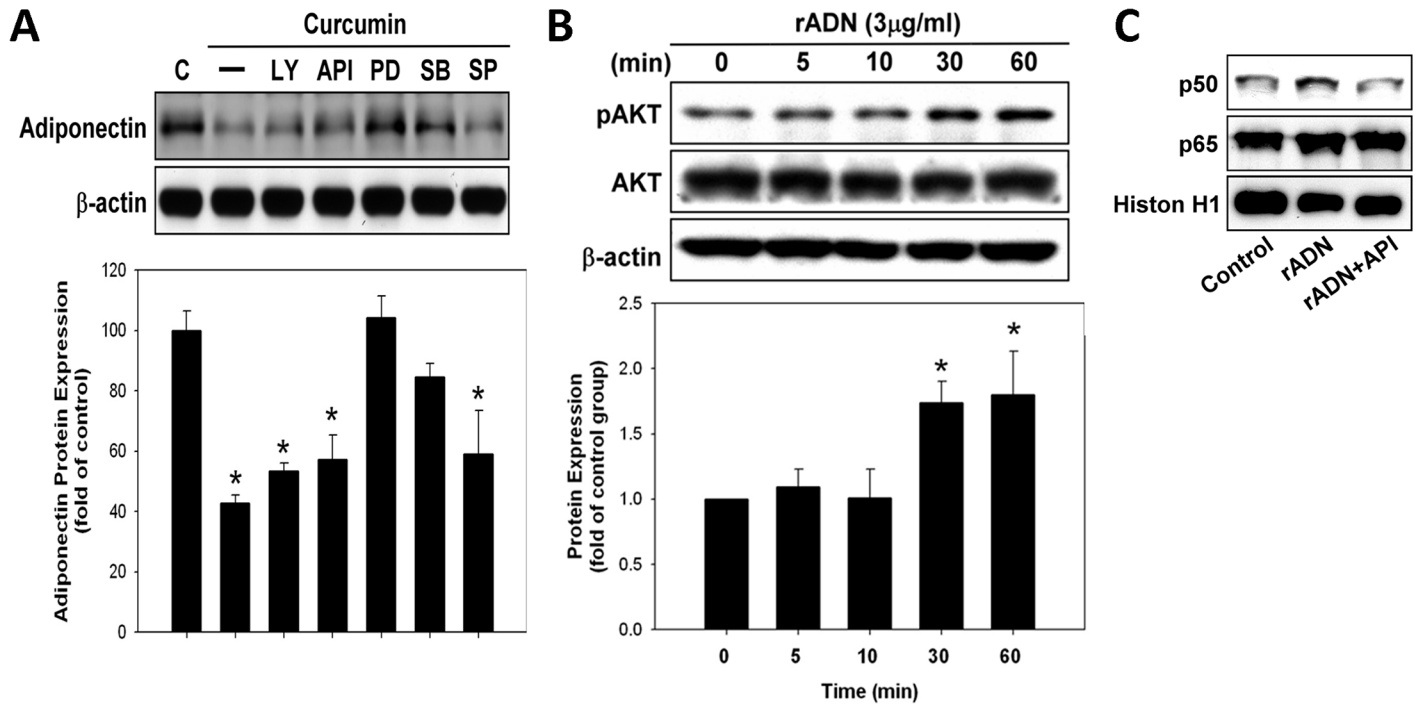 A
Curcumin
C — LY API PD SB SP
Adiponectin
β-actin
Adiponectin Protein Expression
(fold of control)
120
100
80
60
40
20
0
* * * *
B
rADN (3μg/ml)
(min) 0 5 10 30 60
pAKT
AKT
β-actin
Protein Expression
(fold of control group)
2.5
2.0
1.5
1.0
0.5
0.0
* *
0 5 10 30 60
Time (min)
C
p50
p65
Histon H1
Control rADN rADN+API